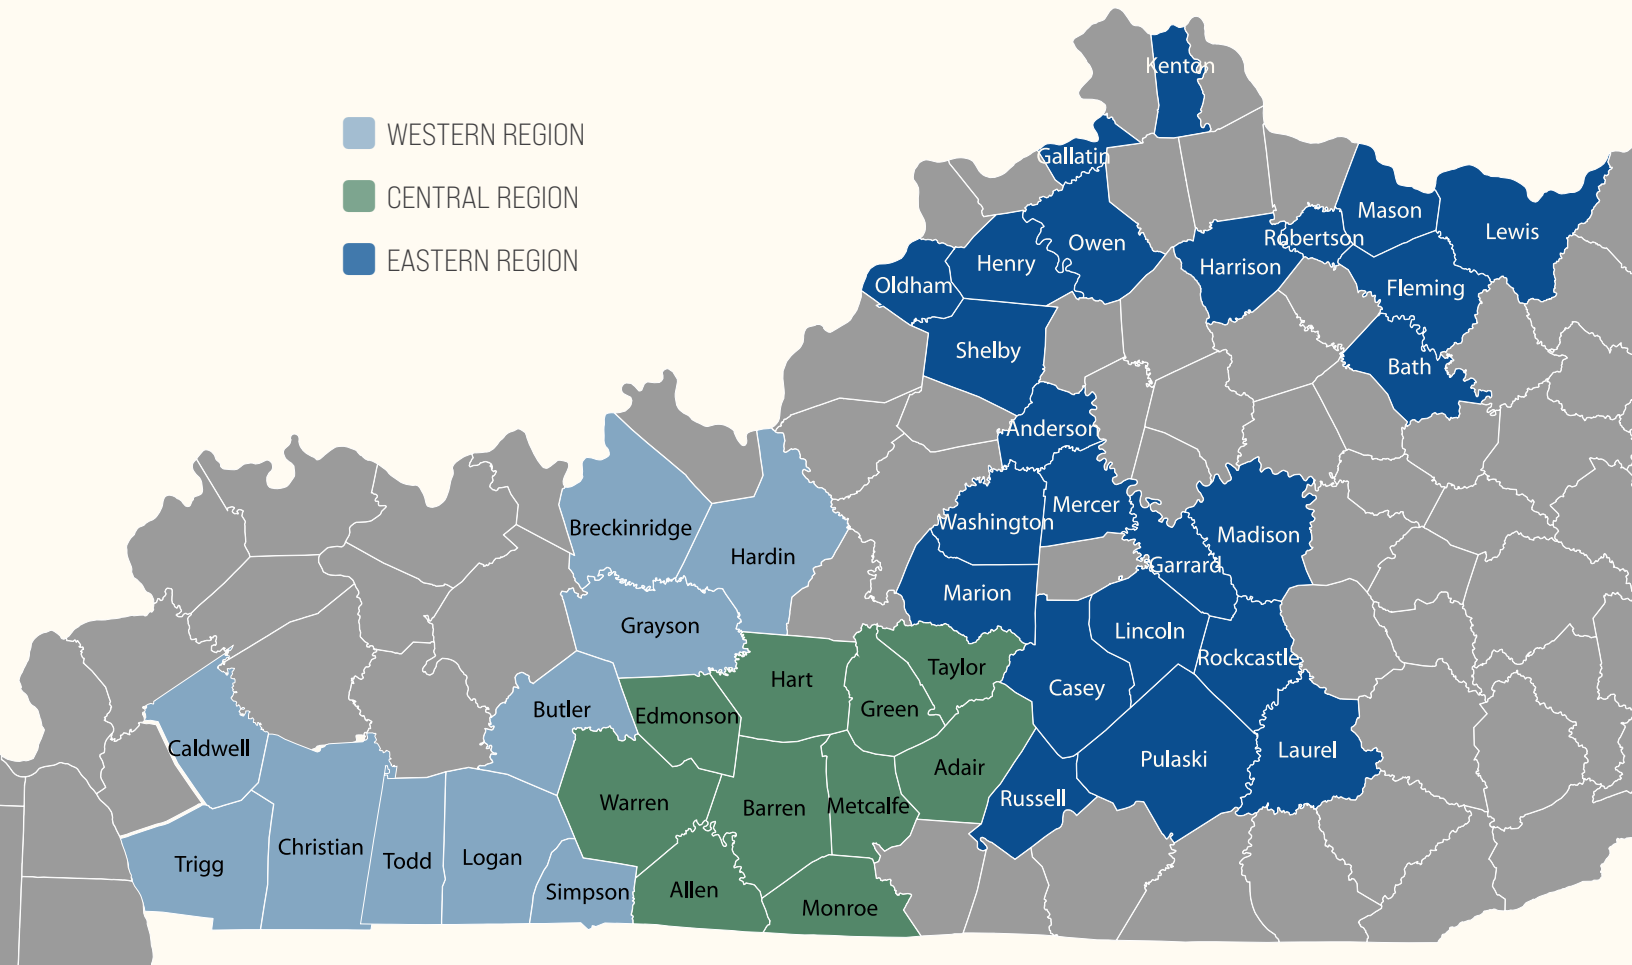 Kenton
WESTERN REGION
CENTRAL REGION
EASTERN REGION
Gallatin
Mason
Lewis
Robertson
Owen
Harrison
Henry
Oldham
Fleming
Shelby
Bath
Anderson
Mercer
Washington
Breckinridge
Madison
Hardin
Garrard
Marion
Grayson
Lincoln
Rockcastle
Taylor
Hart
Casey
Green
Butler
Edmonson
Caldwell
Laurel
Pulaski
Adair
Russell
Warren
Barren
Metcalfe
Christian
Logan
Todd
Trigg
Allen
Simpson
Monroe